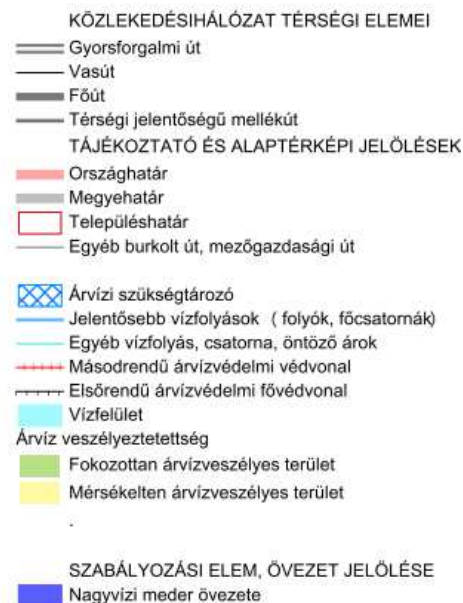 KÖZLEKEDÉSIHÁLÓZAT TÉRSÉGI ELEMEI
Gyorsforgalmi út
Vasút
Főút
Térségi jelentőségű mellékút
TÁJÉKOZTATÓ ÉS ALAPTÉRKÉPI JELÖLÉSEK
Országhatár
Megyehatár
Településhatár
Egyéb burkolt út, mezőgazdasági út
Árvízi szükségtározó
Jelentősebb vízfolyások ( folyók, főcsatornák)
Egyéb vízfolyás, csatorna, öntöző árok
Másodrendű árvízvédelmi védvonal
Elsőrendű árvízvédelmi fővédvonal
Vízfelület
Árvíz veszélyeztetettség
Fokozottan árvízveszélyes terület
Mérsékelten árvízveszélyes terület
.
SZABÁLYOZÁSI ELEM, ÖVEZET JELÖLÉSE
Nagyvízi meder övezete